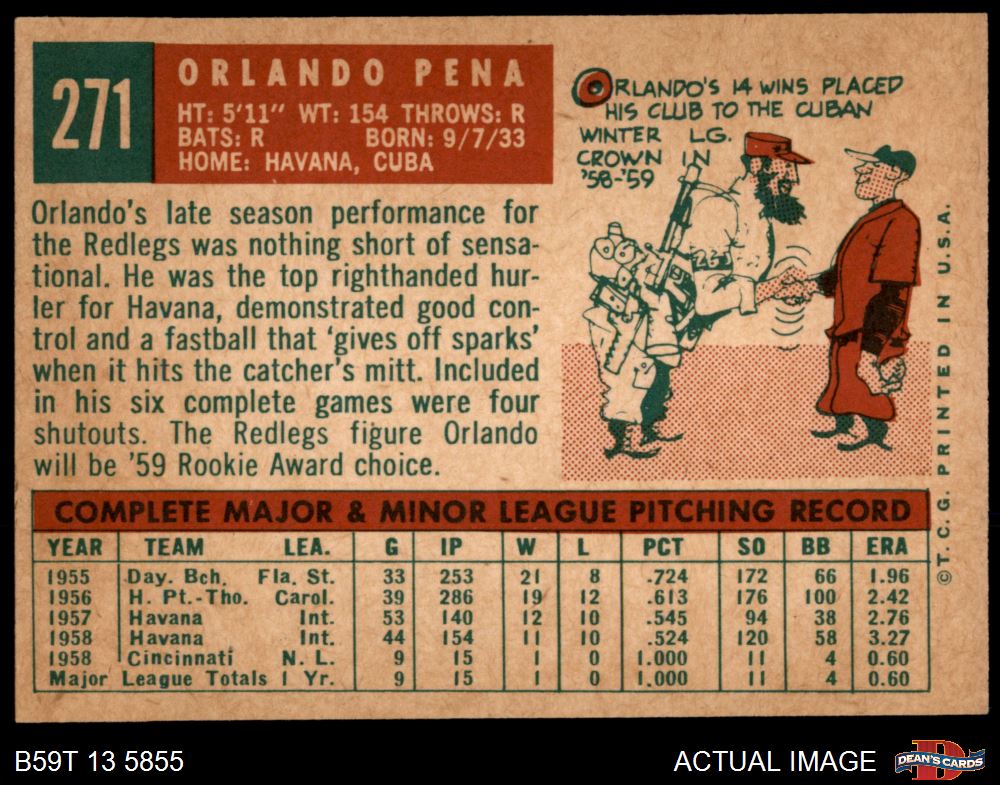 271
ORLANDO PENA
HT: 5'11" WT: 154 THROWS: R
BATS: R BORN: 9/7/33
HOME: HAVANA, CUBA
ORLANDO'S 14 WINS PLACED
HIS CLUB TO THE CUBAN
WINTER LG.
CROWN IN
'58-'59
Orlando's late season performance for
the Redlegs was nothing short of sensa-
tional. He was the top righthanded hur-
ler for Havana, demonstrated good con-
trol and a fastball that 'gives off sparks'
when it hits the catcher's mitt. Included
in his six complete games were four
shutouts. The Redlegs figure Orlando
will be '59 Rookie Award choice.
COMPLETE MAJOR & MINOR LEAGUE PITCHING RECORD
YEAR TEAM LEA. G IP W L PCT SO BB ERA
1955 Day. Bch. Fla. St. 33 253 21 8 .724 172 66 1.96
1956 H. Pt.-Tho. Carol. 39 286 19 12 .613 176 100 2.42
1957 Havana Int. 53 140 12 10 .545 94 38 2.76
1958 Havana Int. 44 154 11 10 .524 120 58 3.27
1958 Cincinnati N. L. 9 15 1 0 1.000 11 4 0.60
Major League Totals 1 Yr. 9 15 1 0 1.000 11 4 0.60
© T. C. G. PRINTED IN U.S.A.
B59T 13 5855
ACTUAL IMAGE
D
DEAN'S CARDS